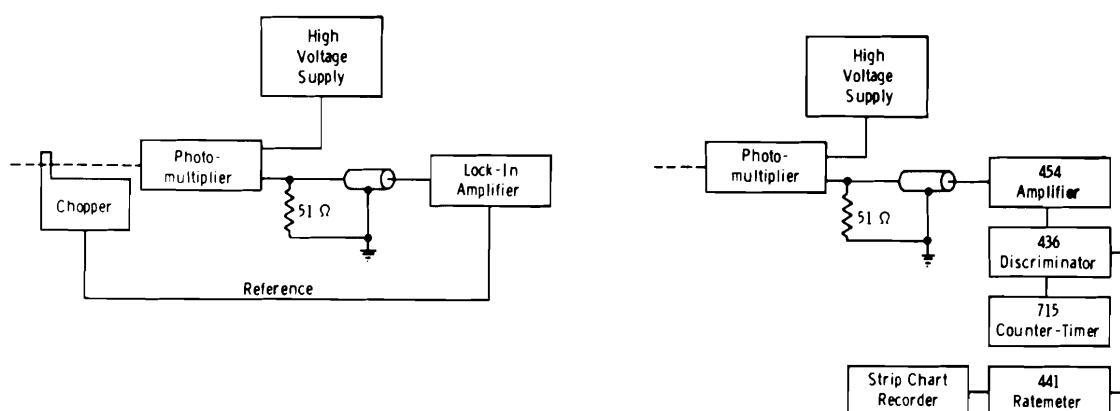 High
Voltage
Supply
Photo-
multiplier
Lock-In
Amplifier
Chopper
51 Ω
Reference
High
Voltage
Supply
Photo-
multiplier
454
Amplifier
51 Ω
436
Discriminator
715
Counter-Timer
Strip Chart
Recorder
441
Ratemeter